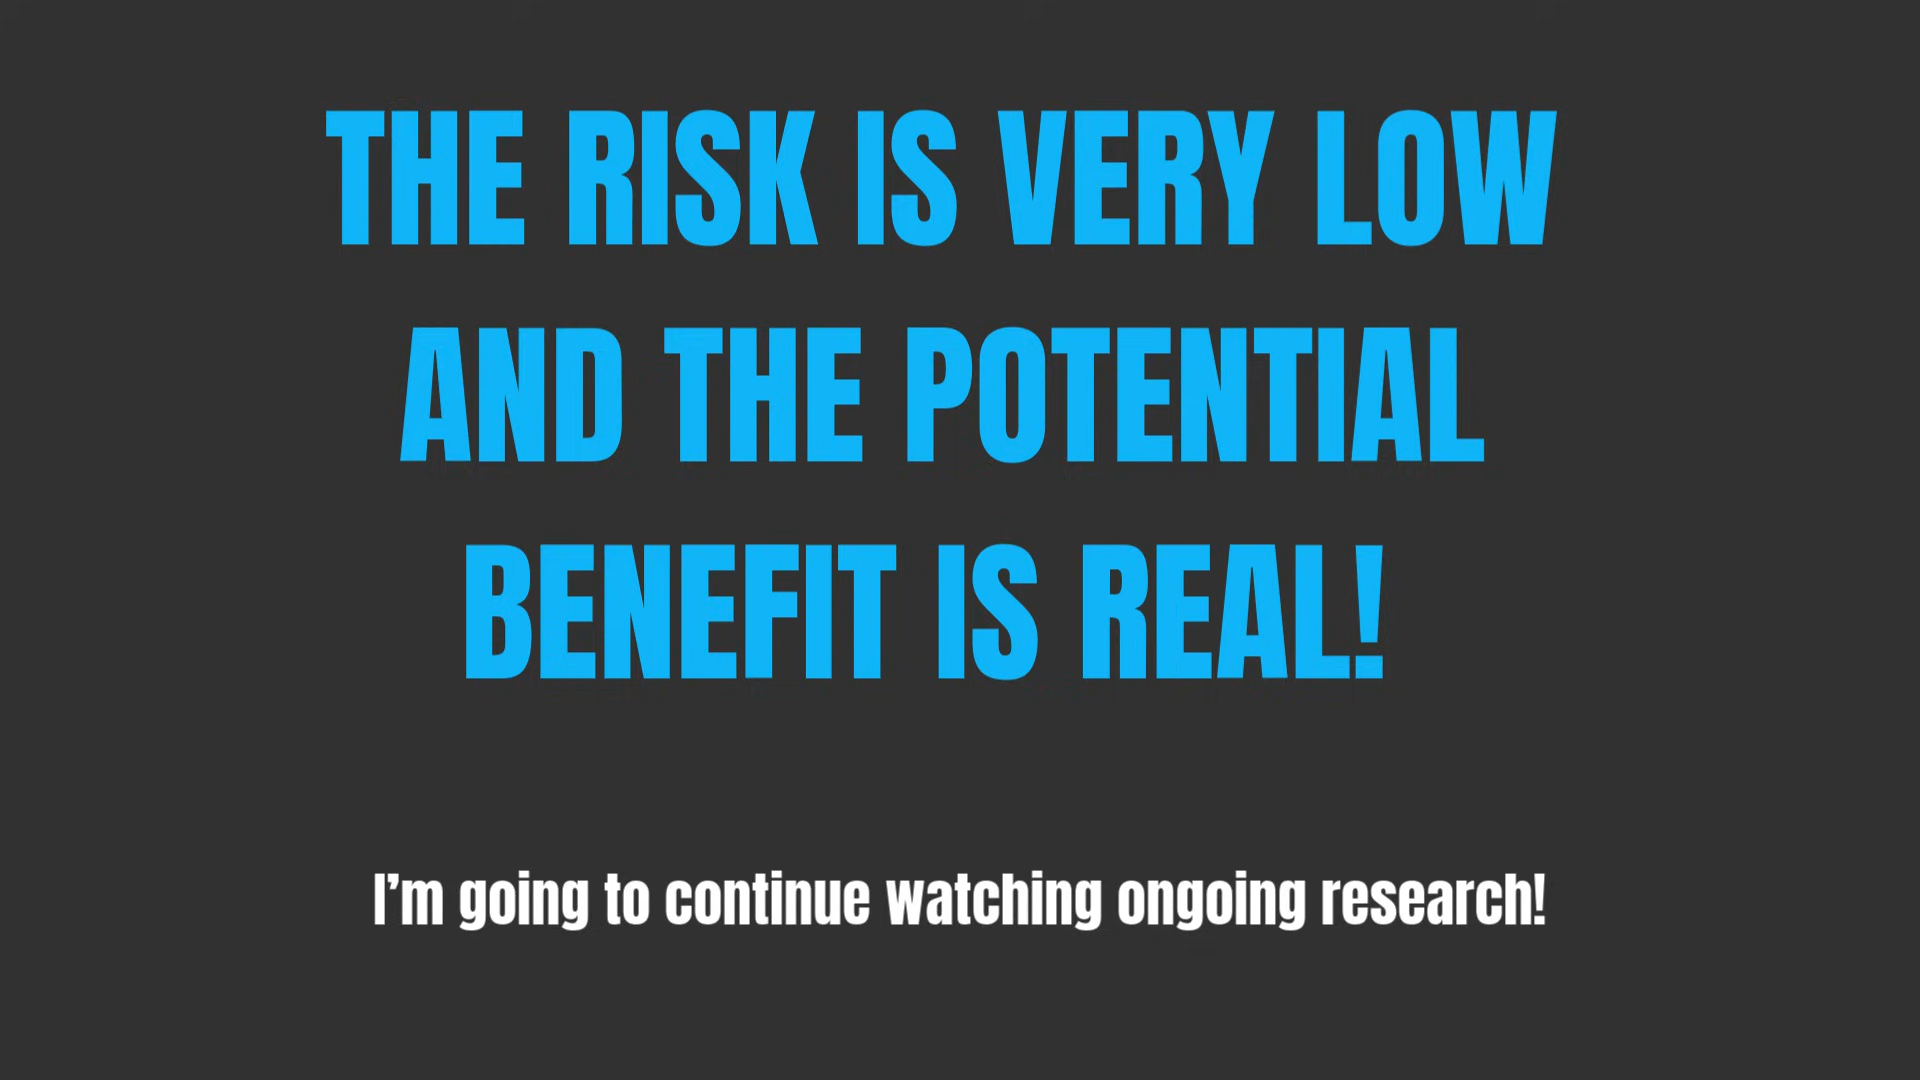 THE RISK IS VERY LOW
AND THE POTENTIAL
BENEFIT IS REAL!
I’m going to continue watching ongoing research!